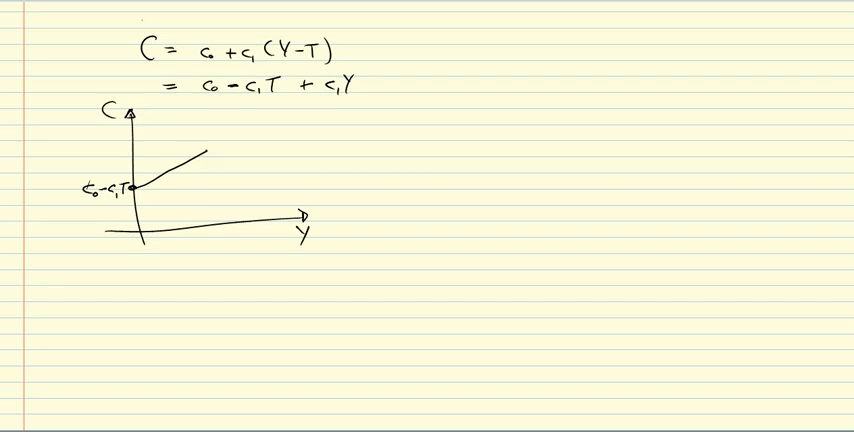 C = c₀ + c₁ (Y-T)
= c₀ - c₁T + c₁Y
C
c₀-c₁T
Y